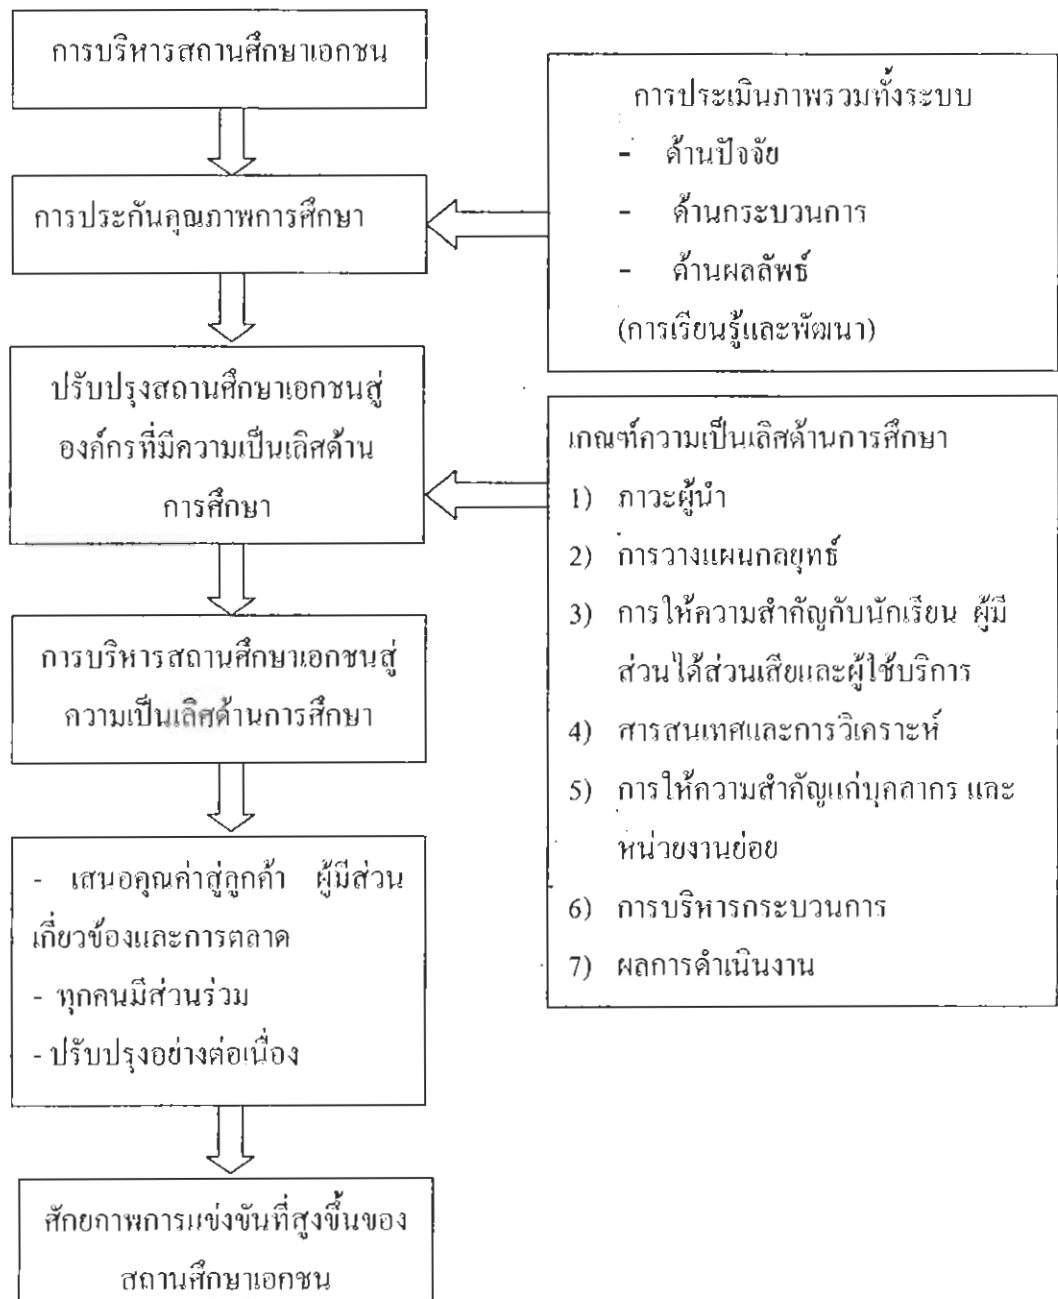 การบริหารสถานศึกษาเอกชน
การประกันคุณภาพการศึกษา
ปรับปรุงสถานศึกษาเอกชนสู่
องค์กรที่มีความเป็นเลิศด้าน
การศึกษา
การบริหารสถานศึกษาเอกชนสู่
ความเป็นเลิศด้านการศึกษา
- เสนอคุณค่าสู่ลูกค้า ผู้มีส่วน
เกี่ยวข้องและการตลาด
- ทุกคนมีส่วนร่วม
- ปรับปรุงอย่างต่อเนื่อง
ศักยภาพการแข่งขันที่สูงขึ้นของ
สถานศึกษาเอกชน
การประเมินภาพรวมทั้งระบบ
- ด้านปัจจัย
- ด้านกระบวนการ
- ด้านผลลัพธ์
(การเรียนรู้และพัฒนา)
เกณฑ์ความเป็นเลิศด้านการศึกษา
1) ภาวะผู้นำ
2) การวางแผนกลยุทธ์
3) การให้ความสำคัญกับนักเรียน ผู้มี
ส่วนได้ส่วนเสียและผู้ใช้บริการ
4) สารสนเทศและการวิเคราะห์
5) การให้ความสำคัญแก่บุคลากร และ
หน่วยงานย่อย
6) การบริหารกระบวนการ
7) ผลการดำเนินงาน